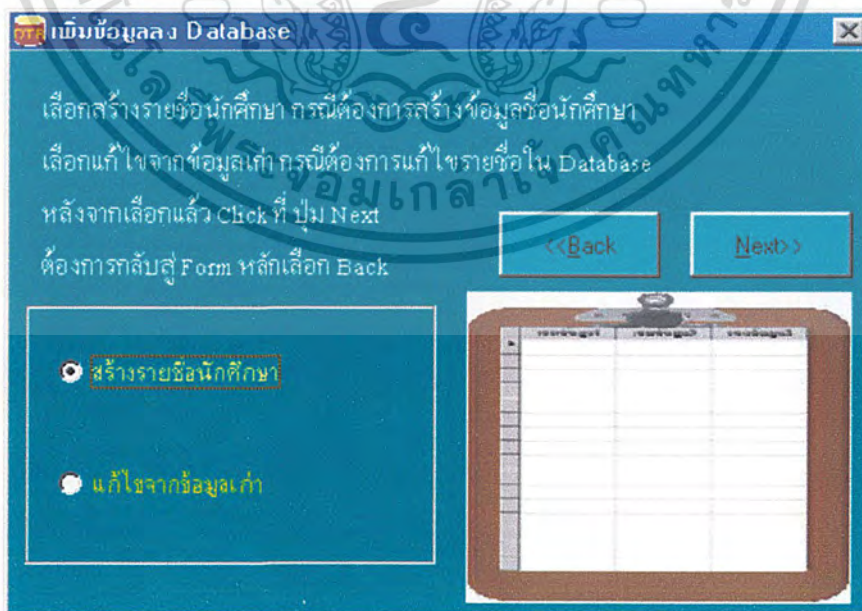 เพิ่มข้อมูลลง Database
เลือกสร้างรายชื่อนักศึกษา กรณีต้องการสร้างข้อมูลชื่อนักศึกษา
เลือกแก้ไขจากข้อมูลเก่า กรณีต้องการแก้ไขรายชื่อใน Database
หลังจากเลือกแล้ว Click ที่ ปุ่ม Next
ต้องการกลับสู่ Form หลักเลือก Back
<<Back
Next>>
สร้างรายชื่อนักศึกษา
แก้ไขจากข้อมูลเก่า